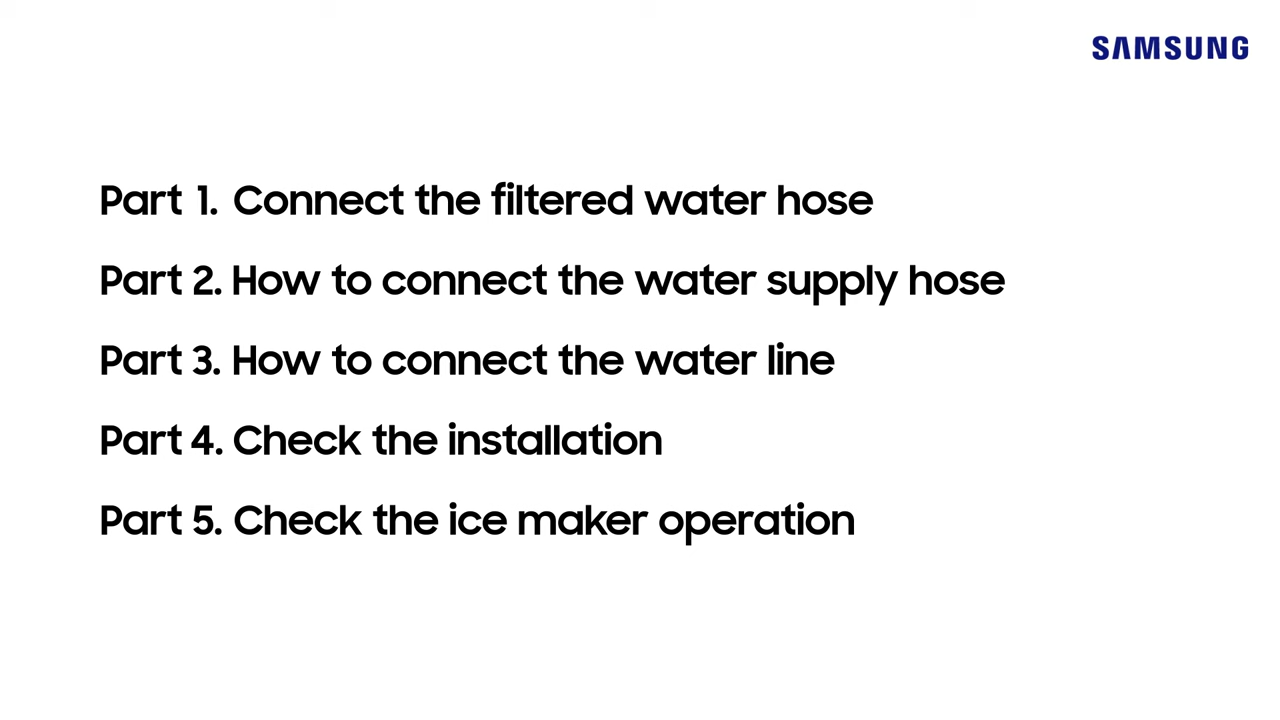 SAMSUNG
Part 1. Connect the filtered water hose
Part 2. How to connect the water supply hose
Part 3. How to connect the water line
Part 4. Check the installation
Part 5. Check the ice maker operation